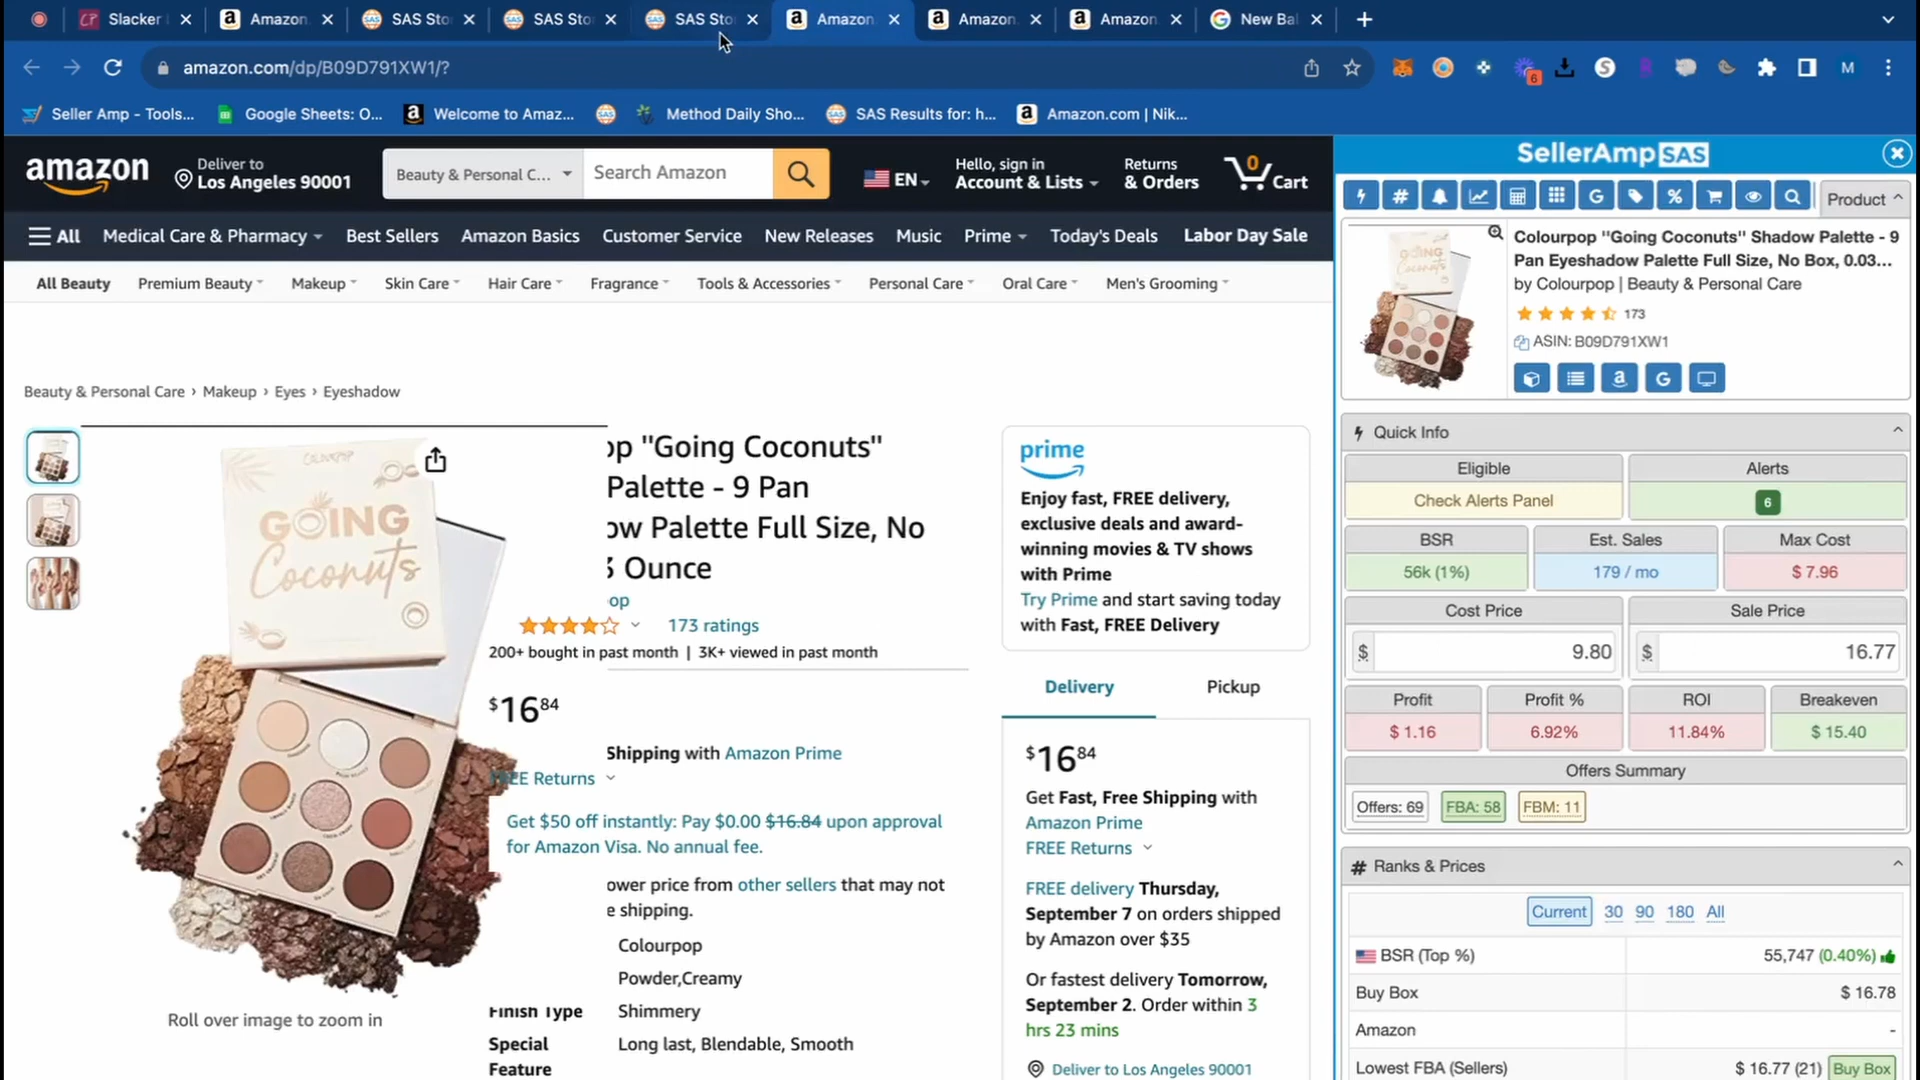 Slacker
Amazon.
SAS Sto
SAS Sto
SAS Sto
Amazon.
Amazon.
Amazon.
New Bal
amazon.com/dp/B09D791XW1/?
6
M
Seller Amp - Tools...
Google Sheets: O...
Welcome to Amaz...
Method Daily Sho...
SAS Results for: h...
Amazon.com | Nik...
amazon
Deliver to
Los Angeles 90001
Beauty & Personal C...
Search Amazon
EN
Hello, sign in
Account & Lists
Returns
& Orders
0
Cart
All
Medical Care & Pharmacy
Best Sellers
Amazon Basics
Customer Service
New Releases
Music
Prime
Today's Deals
Labor Day Sale
All Beauty
Premium Beauty
Makeup
Skin Care
Hair Care
Fragrance
Tools & Accessories
Personal Care
Oral Care
Men's Grooming
Beauty & Personal Care › Makeup › Eyes › Eyeshadow
COLOURPOP
GOING
Coconuts
Roll over image to zoom in
op "Going Coconuts"
Palette - 9 Pan
ow Palette Full Size, No
3 Ounce
op
173 ratings
200+ bought in past month | 3K+ viewed in past month
$16 84
Shipping with Amazon Prime
FREE Returns
Get $50 off instantly: Pay $0.00 $16.84 upon approval
for Amazon Visa. No annual fee.
ower price from other sellers that may not
e shipping.
Colourpop
Powder,Creamy
Finish Type Shimmery
Special Long last, Blendable, Smooth
Feature
prime
Enjoy fast, FREE delivery,
exclusive deals and award-
winning movies & TV shows
with Prime
Try Prime and start saving today
with Fast, FREE Delivery
Delivery
Pickup
$16 84
Get Fast, Free Shipping with
Amazon Prime
FREE Returns
FREE delivery Thursday,
September 7 on orders shipped
by Amazon over $35
Or fastest delivery Tomorrow,
September 2. Order within 3
hrs 23 mins
Deliver to Los Angeles 90001
SellerAmp SAS
Product
Colourpop "Going Coconuts" Shadow Palette - 9
Pan Eyeshadow Palette Full Size, No Box, 0.03...
by Colourpop | Beauty & Personal Care
173
ASIN: B09D791XW1
Quick Info
Eligible
Alerts
Check Alerts Panel
6
BSR
Est. Sales
Max Cost
56k (1%)
179 / mo
$ 7.96
Cost Price
Sale Price
$ 9.80
$ 16.77
Profit
Profit %
ROI
Breakeven
$ 1.16
6.92%
11.84%
$ 15.40
Offers Summary
Offers: 69
FBA: 58
FBM: 11
# Ranks & Prices
Current 30 90 180 All
BSR (Top %) 55,747 (0.40%)
Buy Box $ 16.78
Amazon -
Lowest FBA (Sellers) $ 16.77 (21) Buy Box